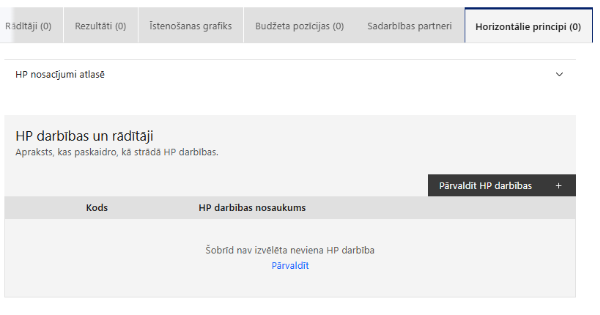 Rādītāji (0) Rezultāti (0) Īstenošanas grafiks Budžeta pozīcijas (0) Sadarbības partneri Horizontālie principi (0)
HP nosacījumi atlasē
HP darbības un rādītāji
Apraksts, kas paskaidro, kā strādā HP darbības.
Pārvaldīt HP darbības +
Kods HP darbības nosaukums
Šobrīd nav izvēlēta neviena HP darbība
Pārvaldīt